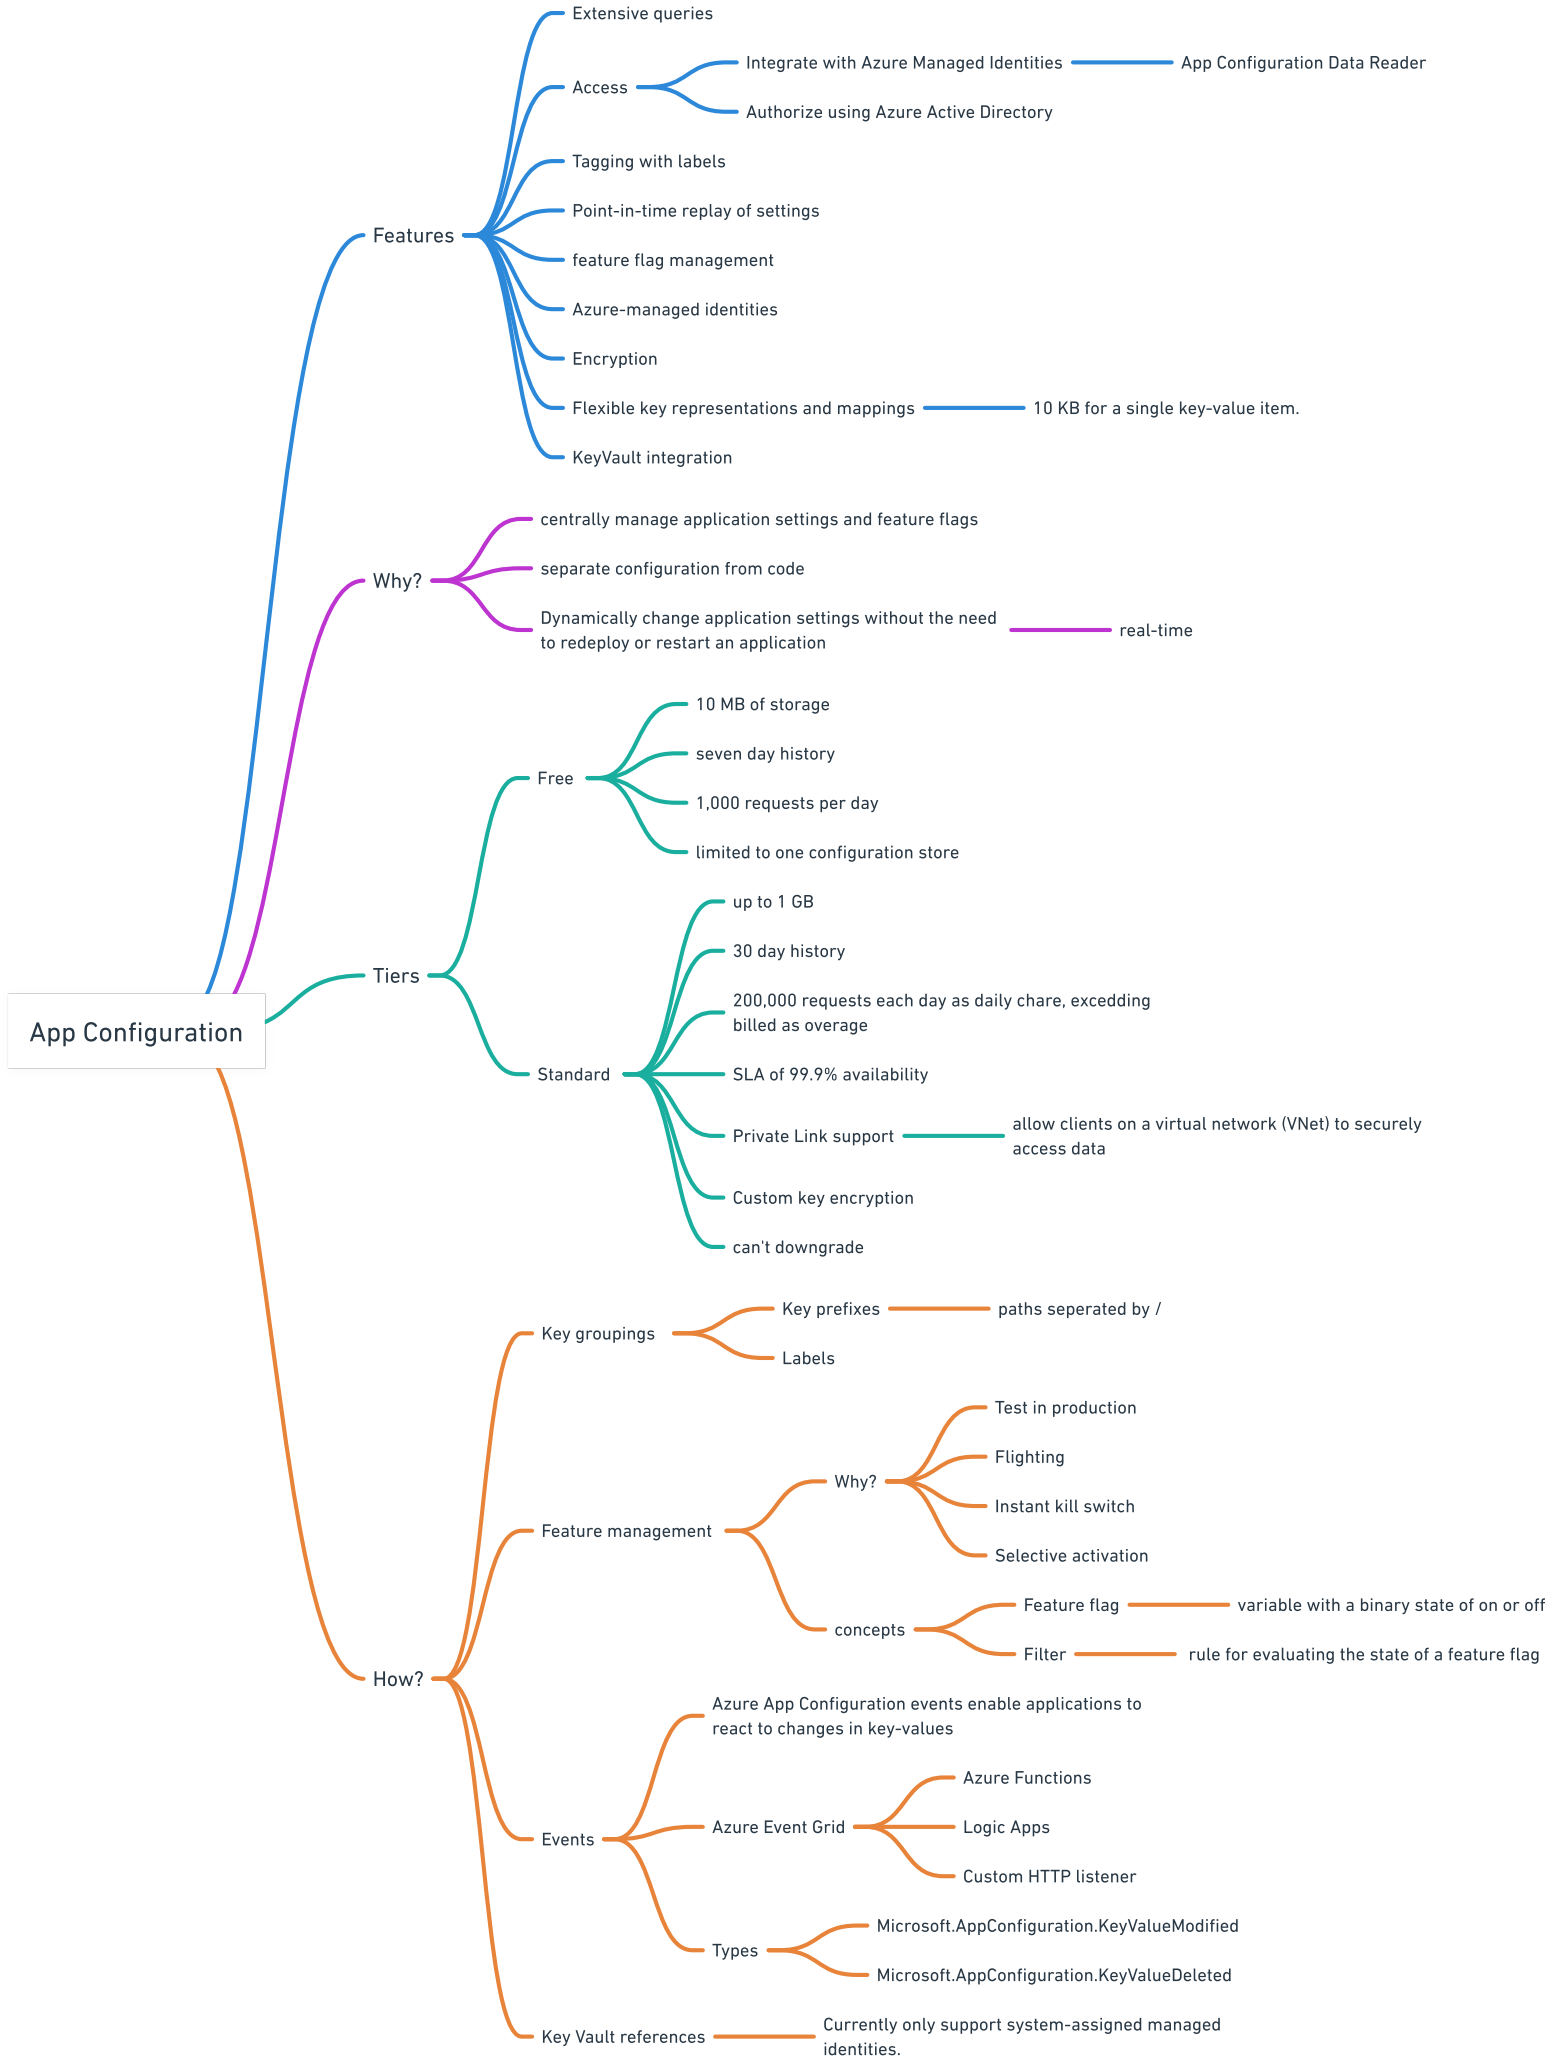 Extensive queries
Access
Integrate with Azure Managed Identities
App Configuration Data Reader
Authorize using Azure Active Directory
Tagging with labels
Point-in-time replay of settings
Features
feature flag management
Azure-managed identities
Encryption
Flexible key representations and mappings
10 KB for a single key-value item.
KeyVault integration
centrally manage application settings and feature flags
Why?
separate configuration from code
Dynamically change application settings without the need
to redeploy or restart an application
real-time
10 MB of storage
seven day history
Free
1,000 requests per day
limited to one configuration store
up to 1 GB
30 day history
Tiers
200,000 requests each day as daily chare, excedding
billed as overage
App Configuration
Standard
SLA of 99.9% availability
Private Link support
allow clients on a virtual network (VNet) to securely
access data
Custom key encryption
can't downgrade
Key groupings
Key prefixes
paths seperated by /
Labels
Test in production
Flighting
Why?
Instant kill switch
Feature management
Selective activation
concepts
Feature flag
variable with a binary state of on or off
Filter
rule for evaluating the state of a feature flag
How?
Azure App Configuration events enable applications to
react to changes in key-values
Azure Functions
Events
Azure Event Grid
Logic Apps
Custom HTTP listener
Types
Microsoft.AppConfiguration.KeyValueModified
Microsoft.AppConfiguration.KeyValueDeleted
Key Vault references
Currently only support system-assigned managed
identities.